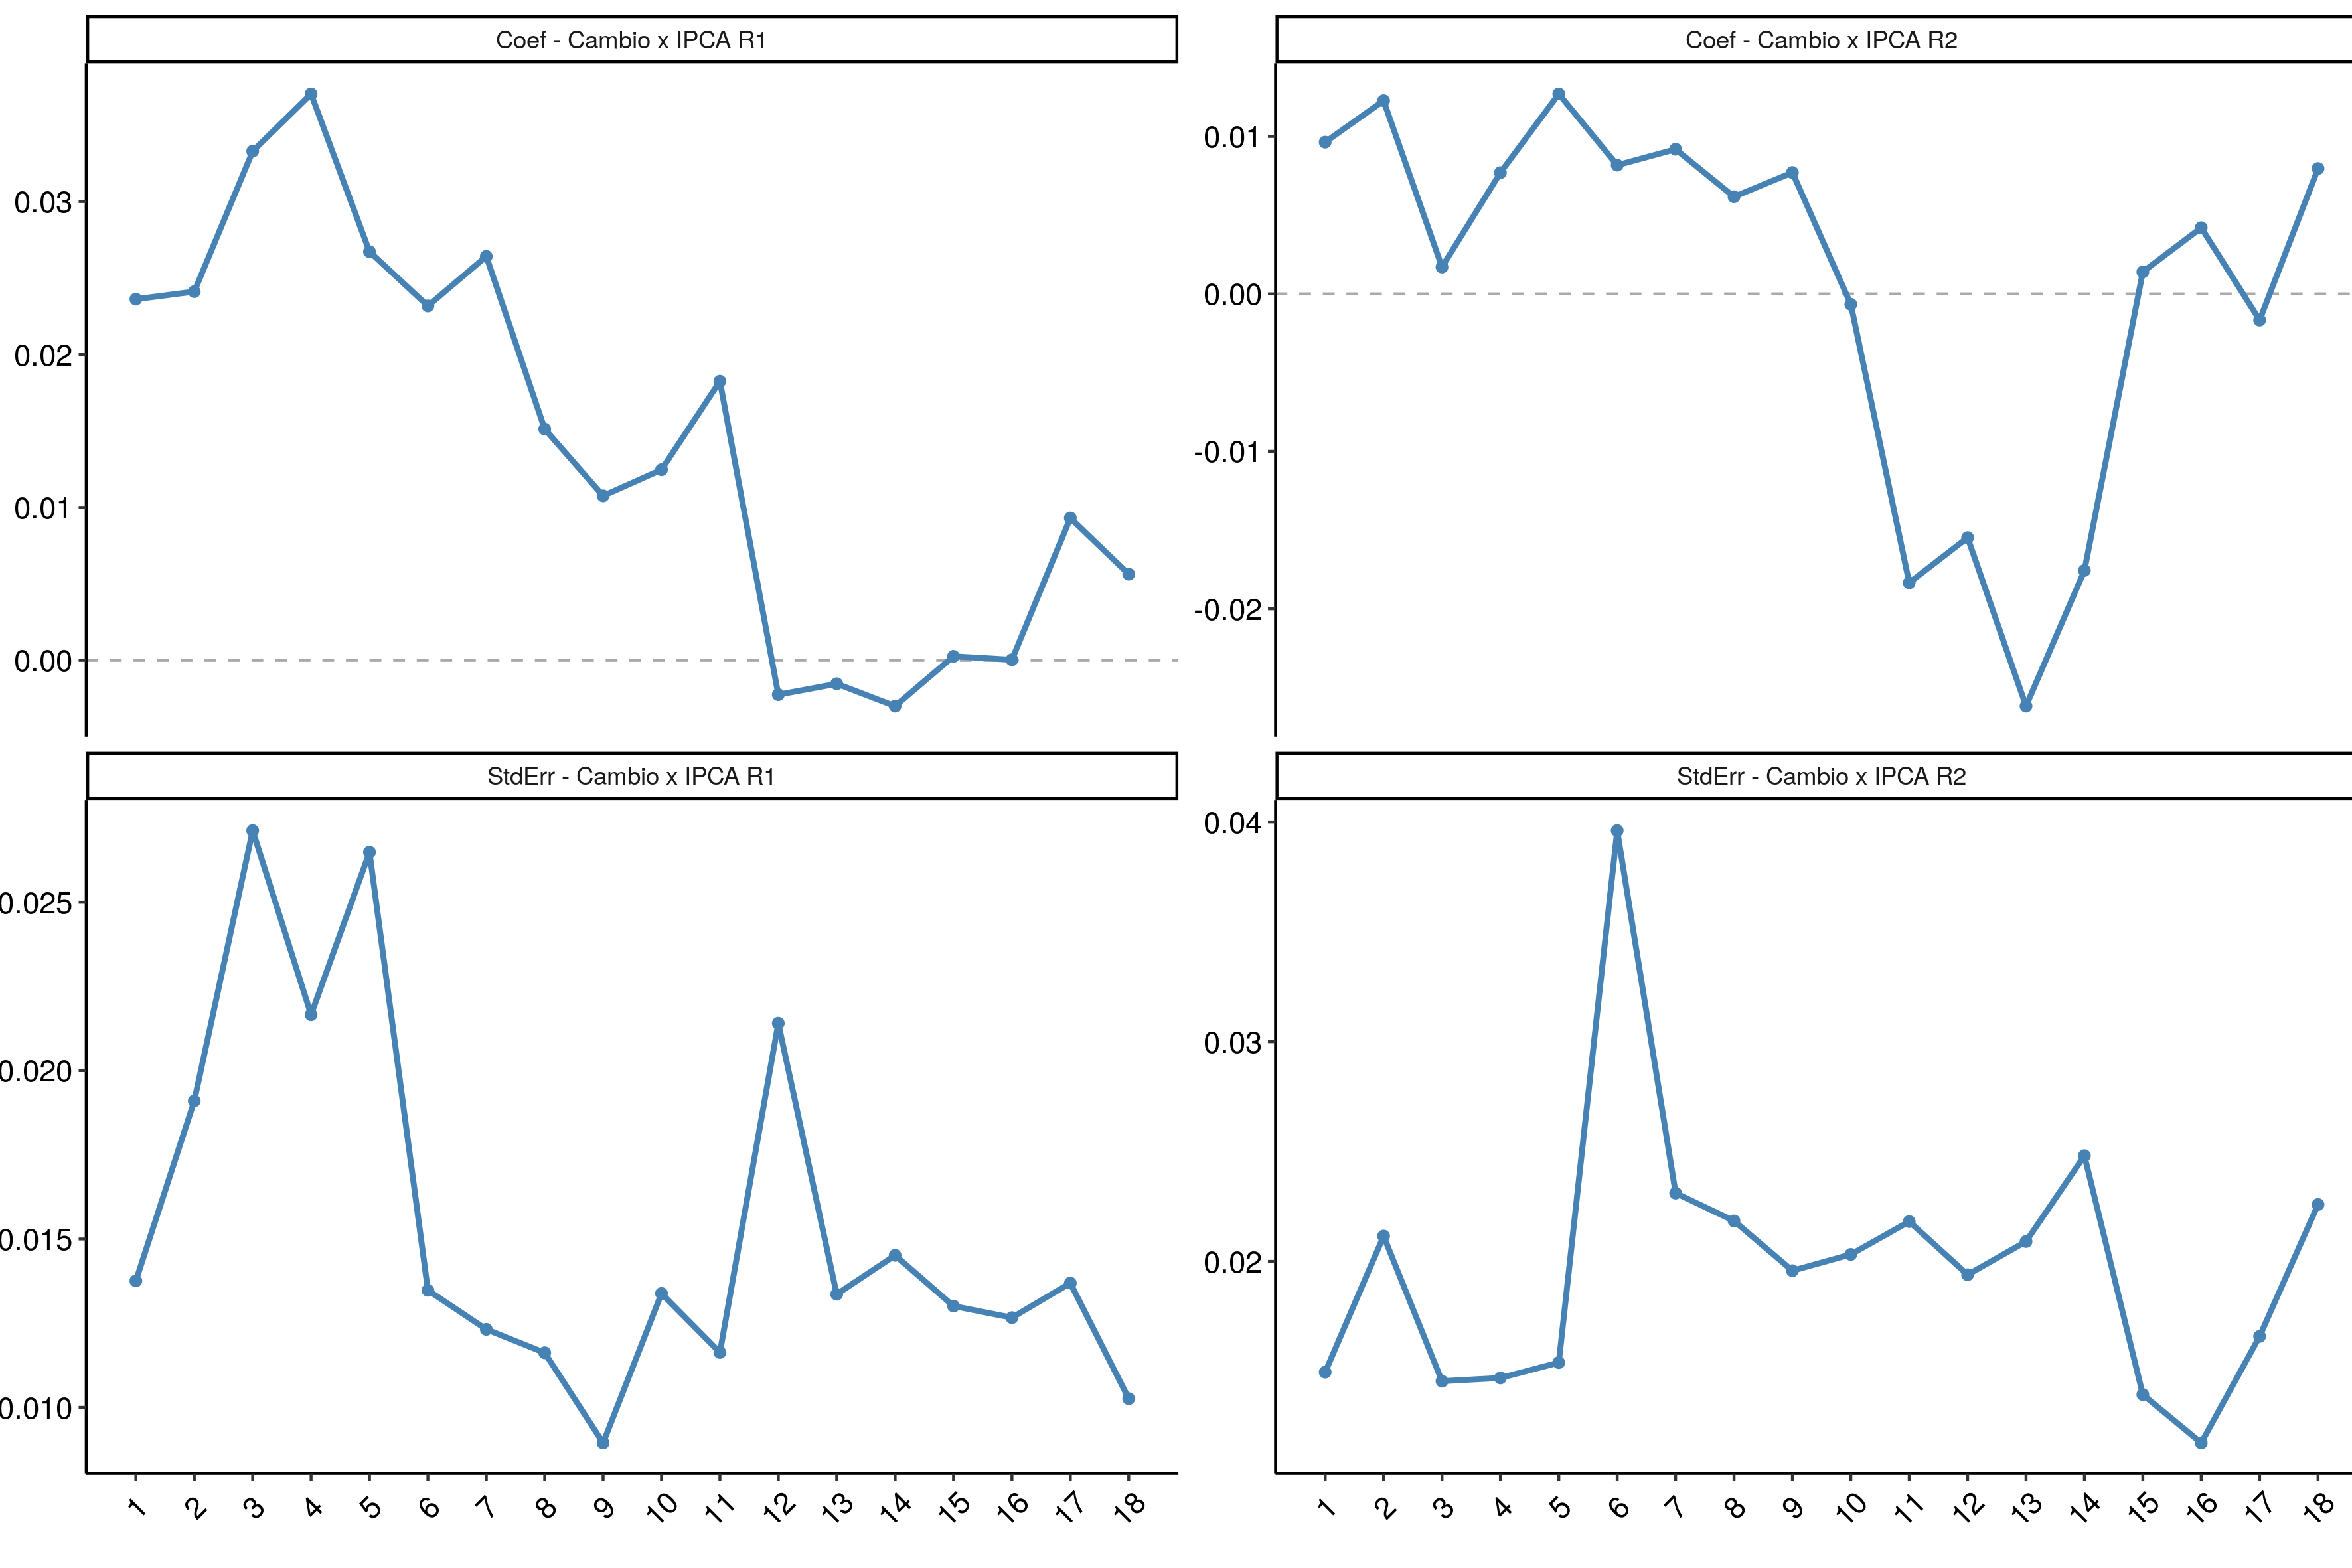 Coef - Cambio x IPCA R1
0.03
0.02
0.01
0.00
Coef - Cambio x IPCA R2
0.01
0.00
-0.01
-0.02
StdErr - Cambio x IPCA R1
0.025
0.020
0.015
0.010
1 2 3 4 5 6 7 8 9 10 11 12 13 14 15 16 17 18
StdErr - Cambio x IPCA R2
0.04
0.03
0.02
1 2 3 4 5 6 7 8 9 10 11 12 13 14 15 16 17 18